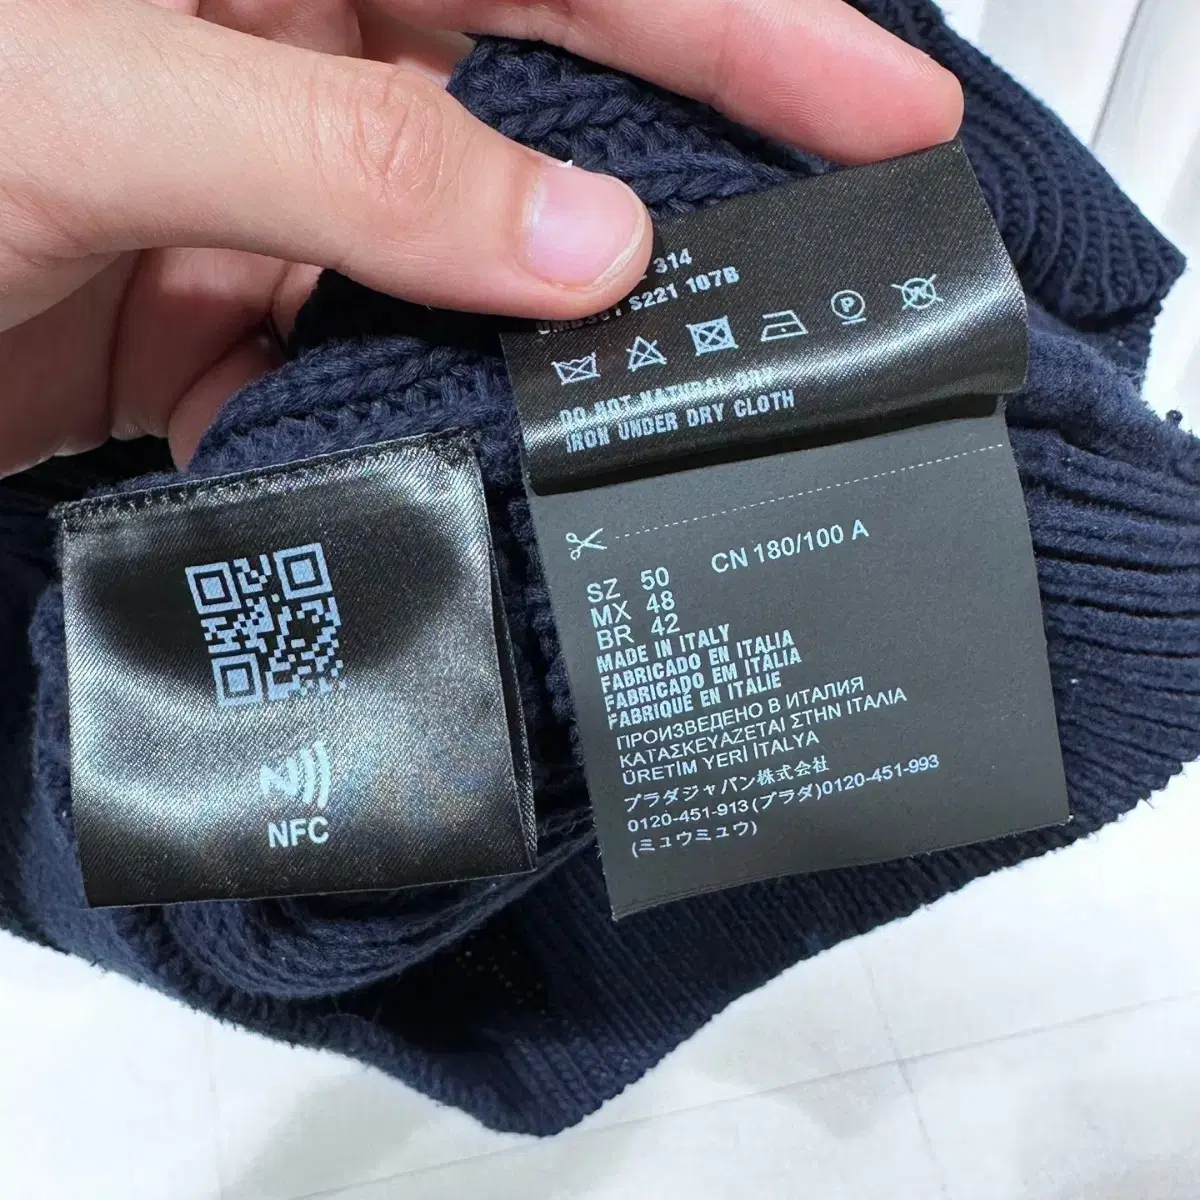 314
S221 107B
DO NOT NATURAL DRY
IRON UNDER DRY CLOTH
CN 180/100 A
SZ 50
MX 48
BR 42
MADE IN ITALY
FABRICADO EN ITALIA
FABRICADO EM ITALIA
FABRIQUÉ EN ITALIE
ПРОИЗВЕДЕНО В ИТАЛИЯ
ΚΑΤΑΣΚΕΥΑΖΕΤΑΙ ΣΤΗΝ ΙΤΑΛΙΑ
ÜRETİM YERİ İTALYA
プラダジャパン株式会社
0120-451-913 (プラダ)0120-451-993
(ミュウミュウ)
NFC